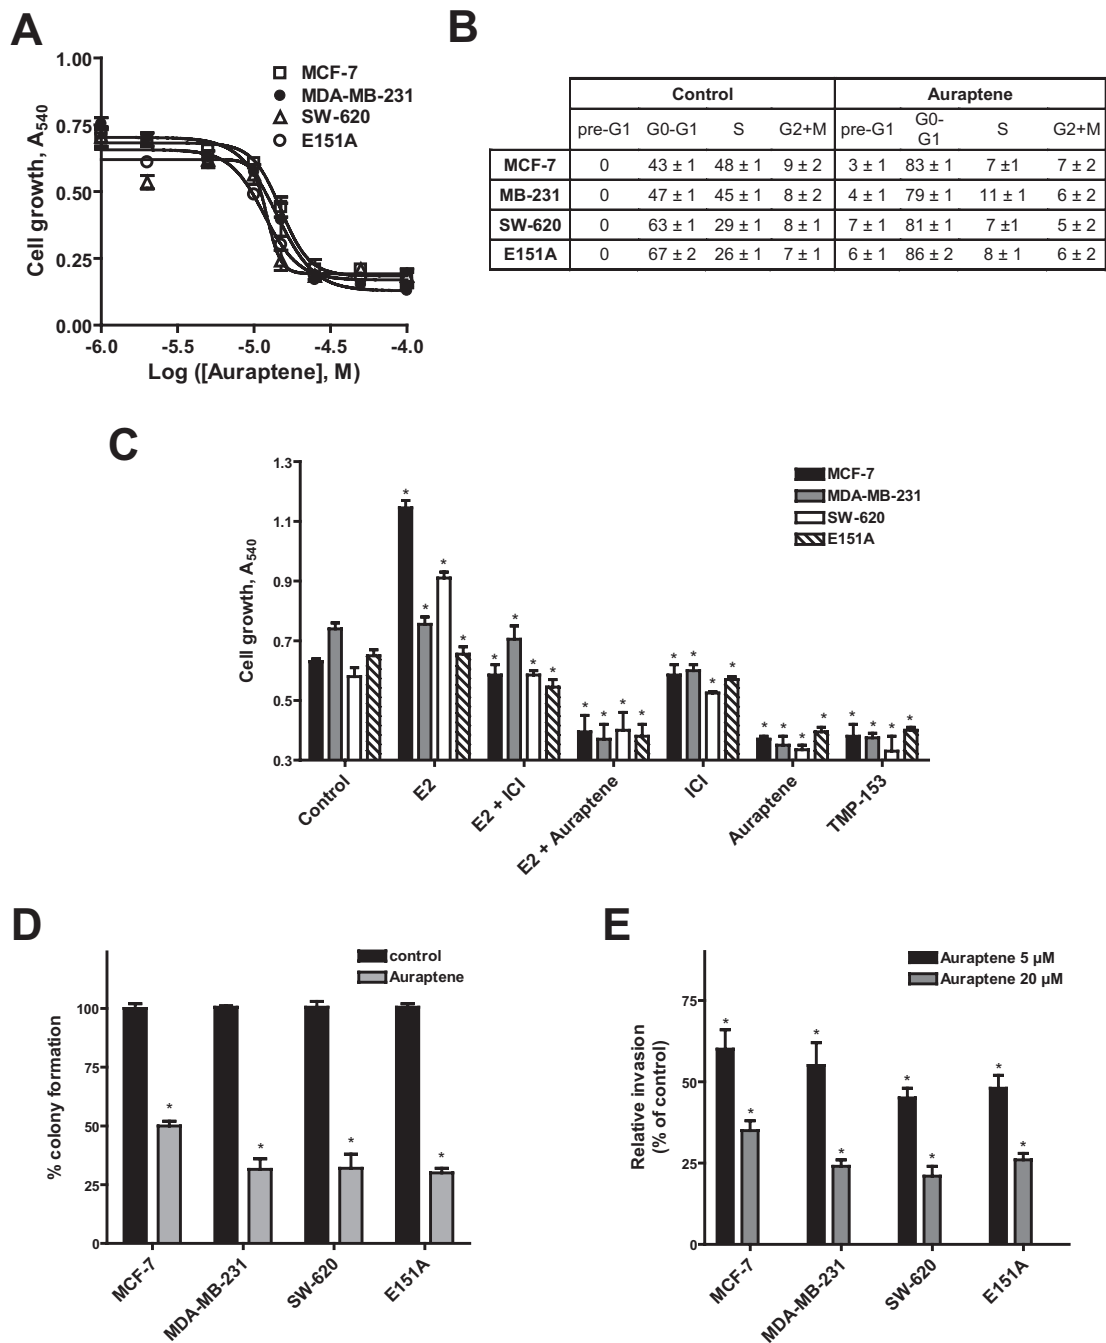 A
1.00
0.75
0.50
0.25
0.00
-6.0 -5.5 -5.0 -4.5 -4.0
Cell growth, A540
Log ([Auraptene], M)
MCF-7
MDA-MB-231
SW-620
E151A
B
Control Auraptene
pre-G1 G0-G1 S G2+M pre-G1 G0-
G1 S G2+M
MCF-7 0 43 ± 1 48 ± 1 9 ± 2 3 ± 1 83 ± 1 7 ±1 7 ± 2
MB-231 0 47 ± 1 45 ± 1 8 ± 2 4 ± 1 79 ± 1 11 ± 1 6 ± 2
SW-620 0 63 ± 1 29 ± 1 8 ± 1 7 ± 1 81 ± 1 7 ±1 5 ± 2
E151A 0 67 ± 2 26 ± 1 7 ± 1 6 ± 1 86 ± 2 8 ± 1 6 ± 2
C
1.3
1.1
0.9
0.7
0.5
0.3
Cell growth, A540
MCF-7
MDA-MB-231
SW-620
E151A
* * * *
* * * *
* * * *
* * * *
* * * *
* * * *
Control
E2
E2 + ICI
E2 + Auraptene
ICI
Auraptene
TMP-153
D
control
Auraptene
100
75
50
25
0
% colony formation
* * * *
MCF-7
MDA-MB-231
SW-620
E151A
E
Auraptene 5 µM
Auraptene 20 µM
75
50
25
0
Relative invasion
(% of control)
* * * * * * * *
MCF-7
MDA-MB-231
SW-620
E151A